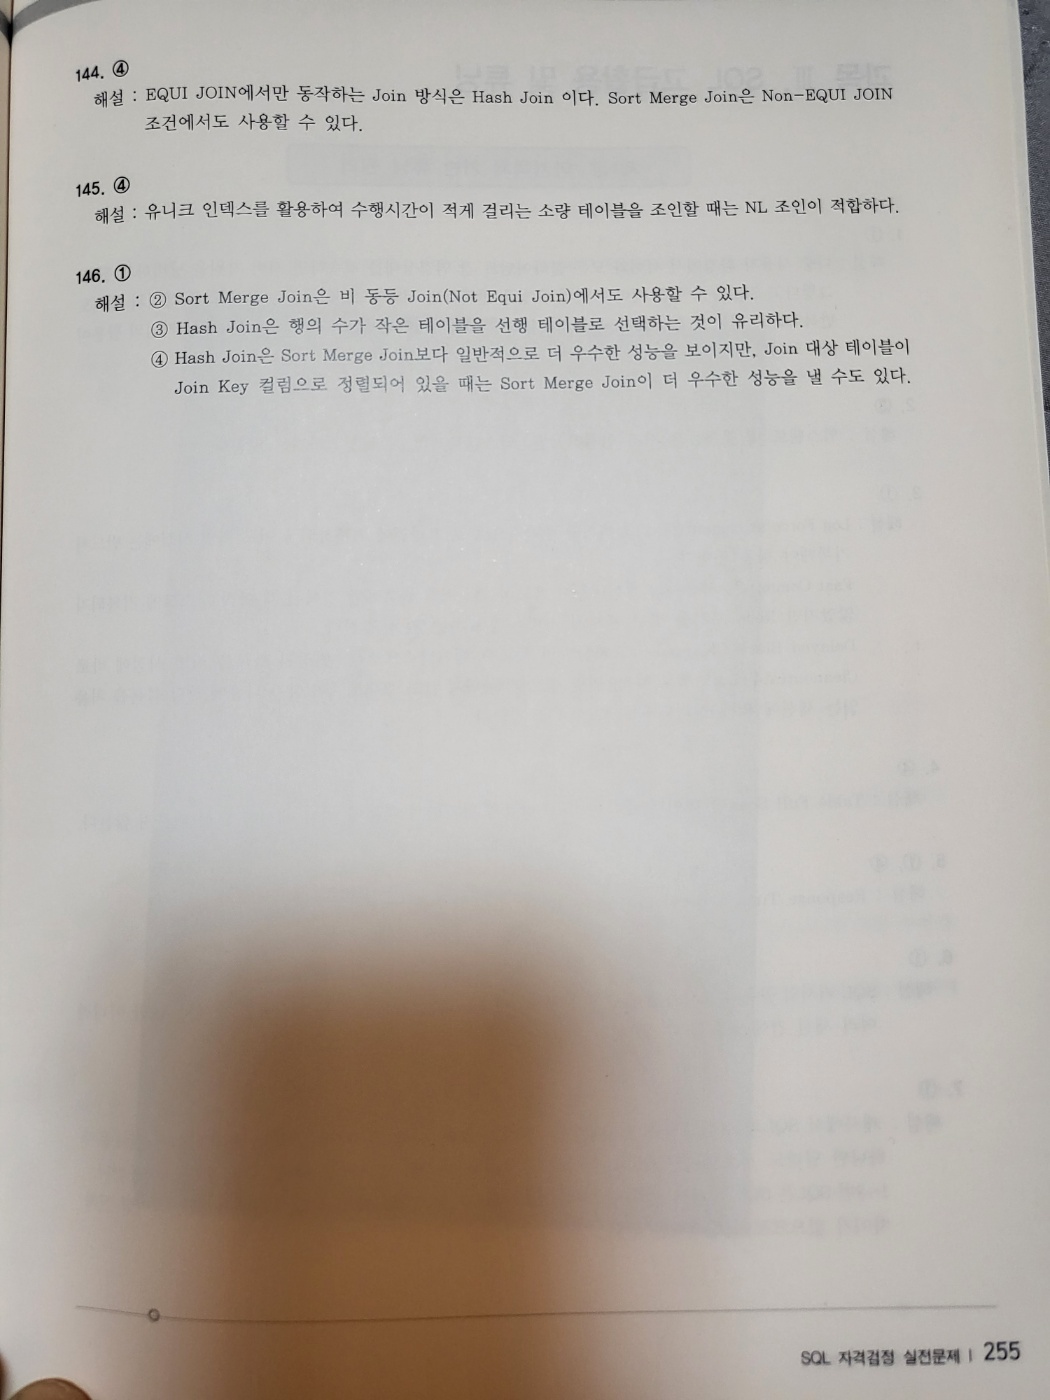 144. ④
해설 : EQUI JOIN에서만 동작하는 Join 방식은 Hash Join 이다. Sort Merge Join은 Non-EQUI JOIN
조건에서도 사용할 수 있다.
145. ④
해설 : 유니크 인덱스를 활용하여 수행시간이 적게 걸리는 소량 테이블을 조인할 때는 NL 조인이 적합하다.
146. ①
해설 : ② Sort Merge Join은 비 동등 Join(Not Equi Join)에서도 사용할 수 있다.
③ Hash Join은 행의 수가 작은 테이블을 선행 테이블로 선택하는 것이 유리하다.
④ Hash Join은 Sort Merge Join보다 일반적으로 더 우수한 성능을 보이지만, Join 대상 테이블이
Join Key 컬럼으로 정렬되어 있을 때는 Sort Merge Join이 더 우수한 성능을 낼 수도 있다.
SQL 자격검정 실전문제 | 255